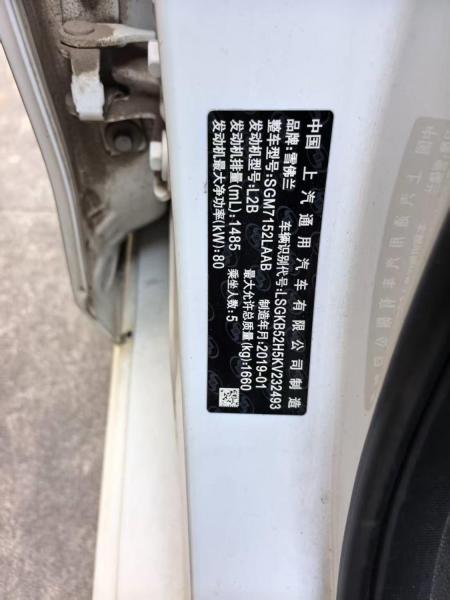 中国 上汽通用汽车有限公司制造
品牌:雪佛兰 车辆识别代号:LSGKB52H5KV232493
整车型号:SGM7152LAAB 制造年月:2019-01
发动机型号:L2B 最大允许总质量(kg):1660
发动机排量(mL):1485 乘坐人数:5
发动机最大净功率(kW):80